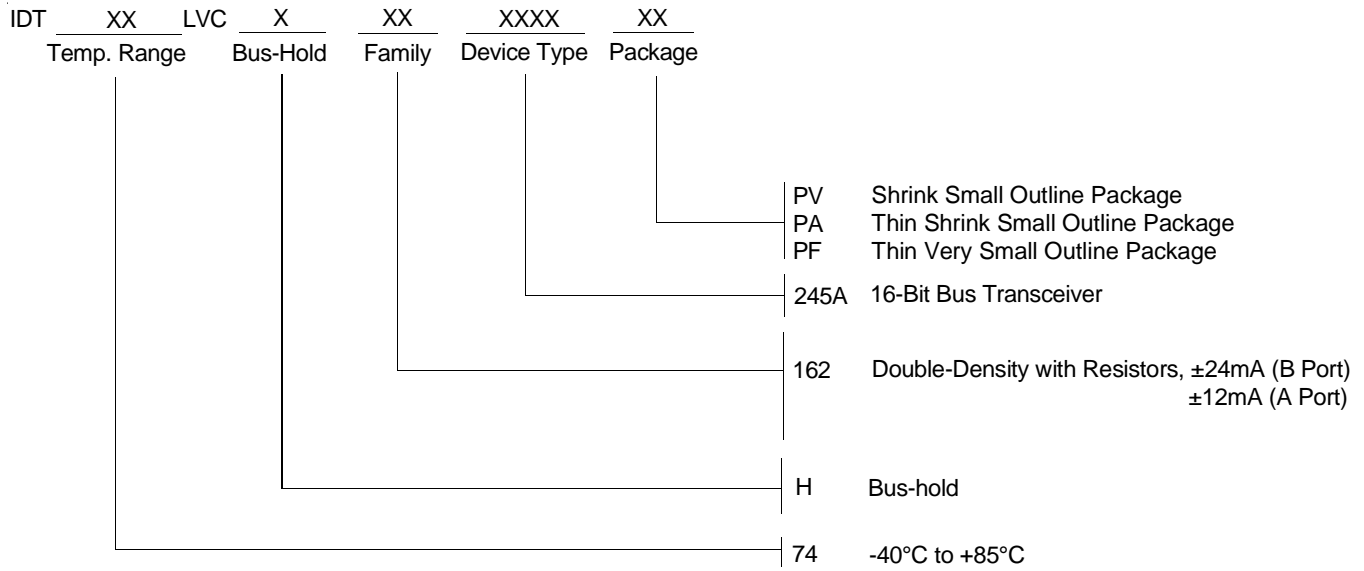 IDT XX LVC X XX XXXX XX
Temp. Range Bus-Hold Family Device Type Package
PV Shrink Small Outline Package
PA Thin Shrink Small Outline Package
PF Thin Very Small Outline Package
245A 16-Bit Bus Transceiver
162 Double-Density with Resistors, ±24mA (B Port)
±12mA (A Port)
H Bus-hold
74 -40°C to +85°C